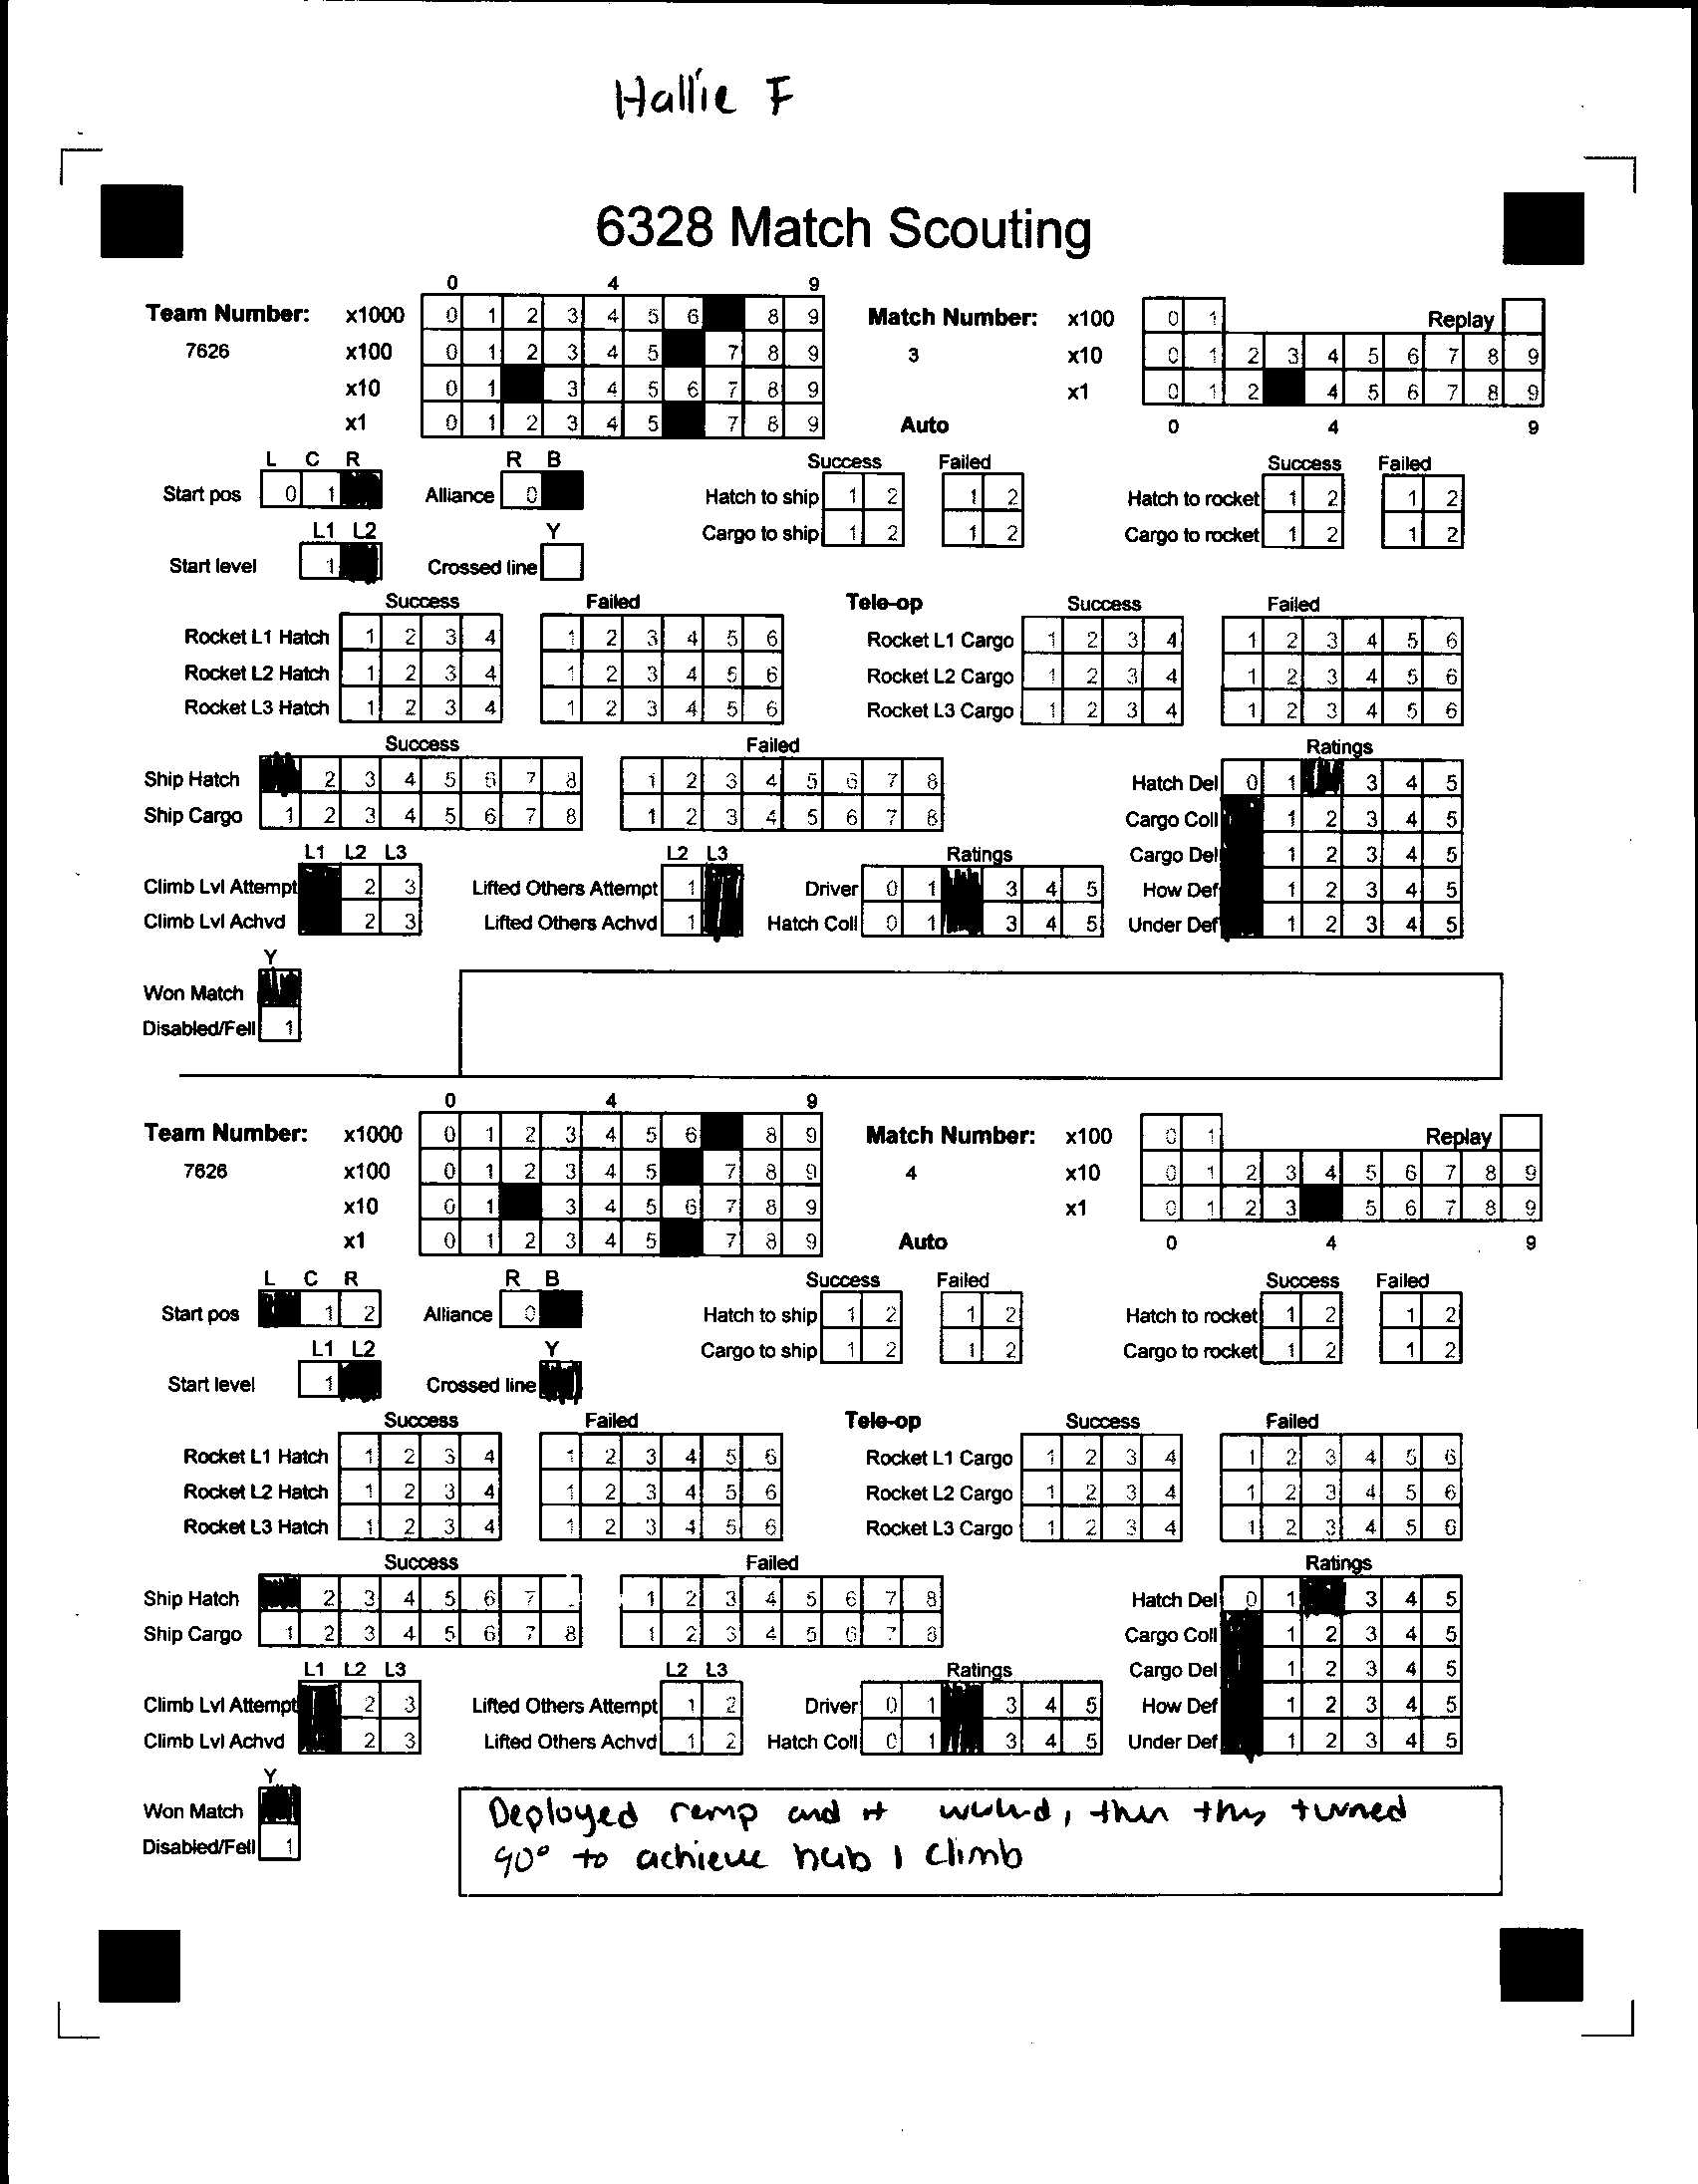 Hallie F
6328 Match Scouting
0 4 9
Team Number: x1000 0 1 2 3 4 5 6 8 9 Match Number: x100 0 1 Replay
7626 x100 0 1 2 3 4 5 7 8 9 3 x10 0 1 2 3 4 5 6 7 8 9
x10 0 1 3 4 5 6 7 8 9 x1 0 1 2 4 5 6 7 8 9
x1 0 1 2 3 4 5 7 8 9 Auto 0 4 9
L C R R B Success Failed Success Failed
Start pos 0 1 Alliance 0 Hatch to ship 1 2 1 2 Hatch to rocket 1 2 1 2
L1 L2 Y Cargo to ship 1 2 1 2 Cargo to rocket 1 2 1 2
Start level 1 Crossed line
Success Failed Tele-op Success Failed
Rocket L1 Hatch 1 2 3 4 1 2 3 4 5 6 Rocket L1 Cargo 1 2 3 4 1 2 3 4 5 6
Rocket L2 Hatch 1 2 3 4 1 2 3 4 5 6 Rocket L2 Cargo 1 2 3 4 1 2 3 4 5 6
Rocket L3 Hatch 1 2 3 4 1 2 3 4 5 6 Rocket L3 Cargo 1 2 3 4 1 2 3 4 5 6
Success Failed Ratings
Ship Hatch 2 3 4 5 6 7 8 1 2 3 4 5 6 7 8 Hatch Del 0 1 3 4 5
Ship Cargo 1 2 3 4 5 6 7 8 1 2 3 4 5 6 7 8 Cargo Coll 1 2 3 4 5
L1 L2 L3 L2 L3 Ratings Cargo Del 1 2 3 4 5
Climb Lvl Attempt 2 3 Lifted Others Attempt 1 Driver 0 1 3 4 5 How Def 1 2 3 4 5
Climb Lvl Achvd 2 3 Lifted Others Achvd 1 Hatch Coll 0 1 3 4 5 Under Def 1 2 3 4 5
Y
Won Match
Disabled/Fell 1
0 4 9
Team Number: x1000 0 1 2 3 4 5 6 8 9 Match Number: x100 0 1 Replay
7626 x100 0 1 2 3 4 5 7 8 9 4 x10 0 1 2 3 4 5 6 7 8 9
x10 0 1 3 4 5 6 7 8 9 x1 0 1 2 3 5 6 7 8 9
x1 0 1 2 3 4 5 7 8 9 Auto 0 4 9
L C R R B Success Failed Success Failed
Start pos 1 2 Alliance 0 Hatch to ship 1 2 1 2 Hatch to rocket 1 2 1 2
L1 L2 Y Cargo to ship 1 2 1 2 Cargo to rocket 1 2 1 2
Start level 1 Crossed line
Success Failed Tele-op Success Failed
Rocket L1 Hatch 1 2 3 4 1 2 3 4 5 6 Rocket L1 Cargo 1 2 3 4 1 2 3 4 5 6
Rocket L2 Hatch 1 2 3 4 1 2 3 4 5 6 Rocket L2 Cargo 1 2 3 4 1 2 3 4 5 6
Rocket L3 Hatch 1 2 3 4 1 2 3 4 5 6 Rocket L3 Cargo 1 2 3 4 1 2 3 4 5 6
Success Failed Ratings
Ship Hatch 2 3 4 5 6 7 1 2 3 4 5 6 7 8 Hatch Del 0 1 3 4 5
Ship Cargo 1 2 3 4 5 6 7 8 1 2 3 4 5 6 7 8 Cargo Coll 1 2 3 4 5
L1 L2 L3 L2 L3 Ratings Cargo Del 1 2 3 4 5
Climb Lvl Attempt 2 3 Lifted Others Attempt 1 2 Driver 0 1 3 4 5 How Def 1 2 3 4 5
Climb Lvl Achvd 2 3 Lifted Others Achvd 1 2 Hatch Coll 0 1 3 4 5 Under Def 1 2 3 4 5
Y
Won Match
Disabled/Fell 1
Deployed ramp and it , then they turned
90° to achieve hab 1 climb